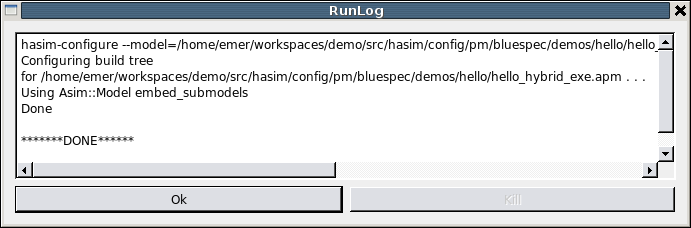 RunLog
hasim-configure --model=/home/emer/workspaces/demo/src/hasim/config/pm/bluespec/demos/hello/hello_
Configuring build tree
for /home/emer/workspaces/demo/src/hasim/config/pm/bluespec/demos/hello/hello_hybrid_exe.apm . . .
Using Asim::Model embed_submodels
Done
*******DONE******
Ok
Kill